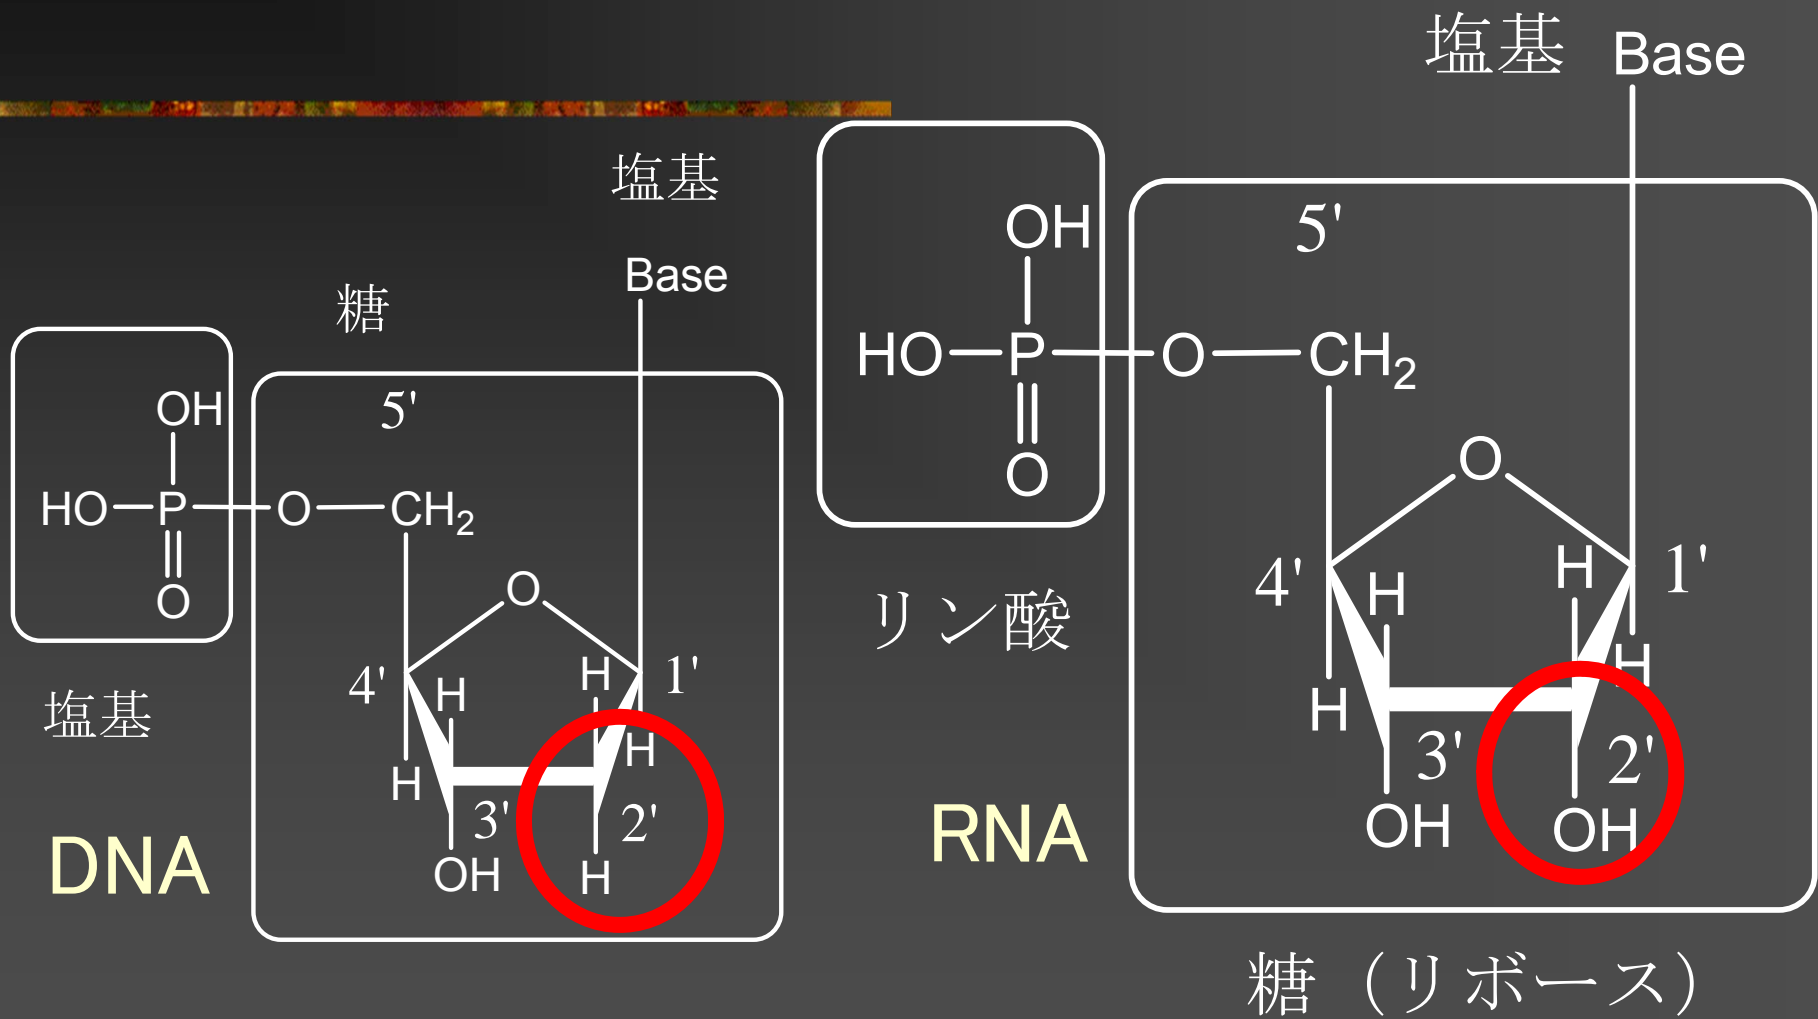 塩基
Base
糖
5'
OH
HO P O CH2
O
O
4' H H 1'
H H
3' 2'
OH H
塩基
DNA
塩基 Base
5'
OH
HO P O CH2
O
O
4' H H 1'
H H
3' 2'
OH OH
リン酸
RNA
糖（リボース）